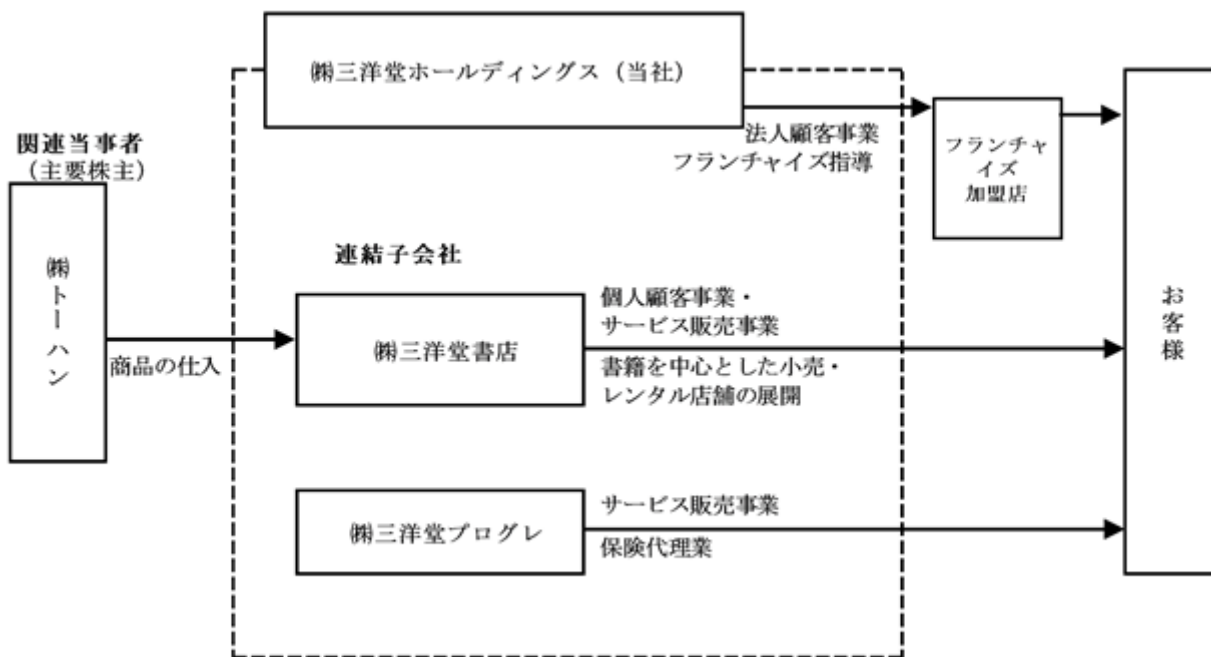 ㈱三洋堂ホールディングス（当社）
関連当事者
（主要株主）
法人顧客事業
フランチャイズ指導
フランチャ
イズ
加盟店
連結子会社
㈱トーハン
商品の仕入
㈱三洋堂書店
個人顧客事業・
サービス販売事業
書籍を中心とした小売・
レンタル店舗の展開
お客様
㈱三洋堂プログレ
サービス販売事業
保険代理業